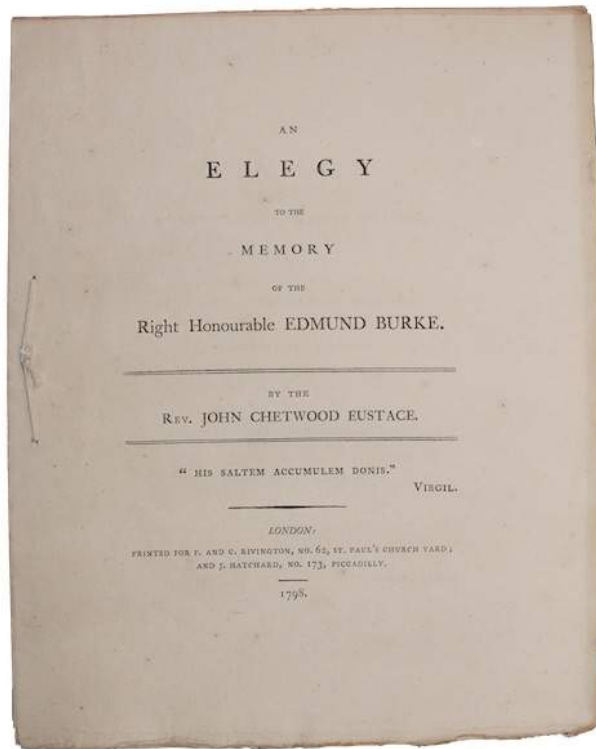 AN
ELEGY
TO THE
MEMORY
OF THE
Right Honourable EDMUND BURKE.
BY THE
REV. JOHN CHETWOOD EUSTACE.
“ HIS SALTEM ACCUMULEM DONIS.”
VIRGIL.
LONDON:
PRINTED FOR F. AND C. RIVINGTON, NO. 62, ST. PAUL'S CHURCH YARD;
AND J. HATCHARD, NO. 173, PICCADILLY.
1798.